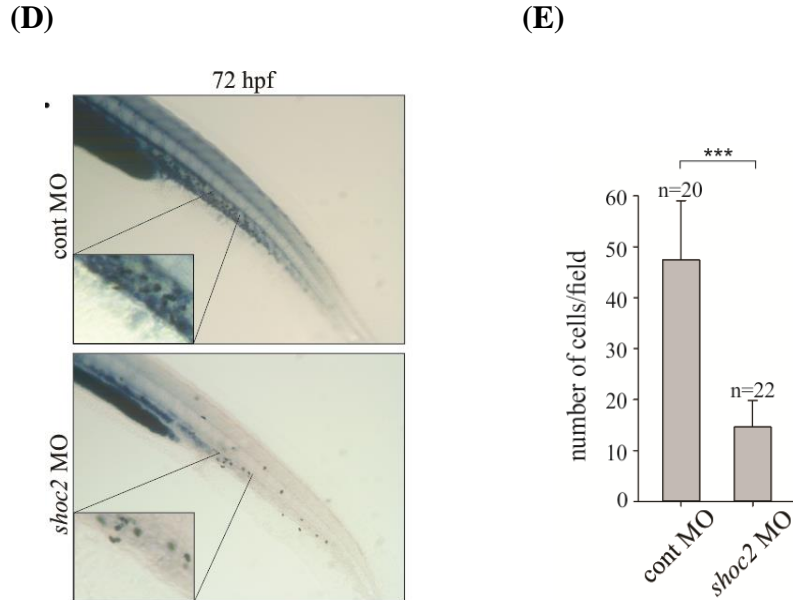 (D)
72 hpf
cont MO
shoc2 MO
(E)
***
n=20
n=22
number of cells/field
60
50
40
30
20
10
0
cont MO
shoc2 MO